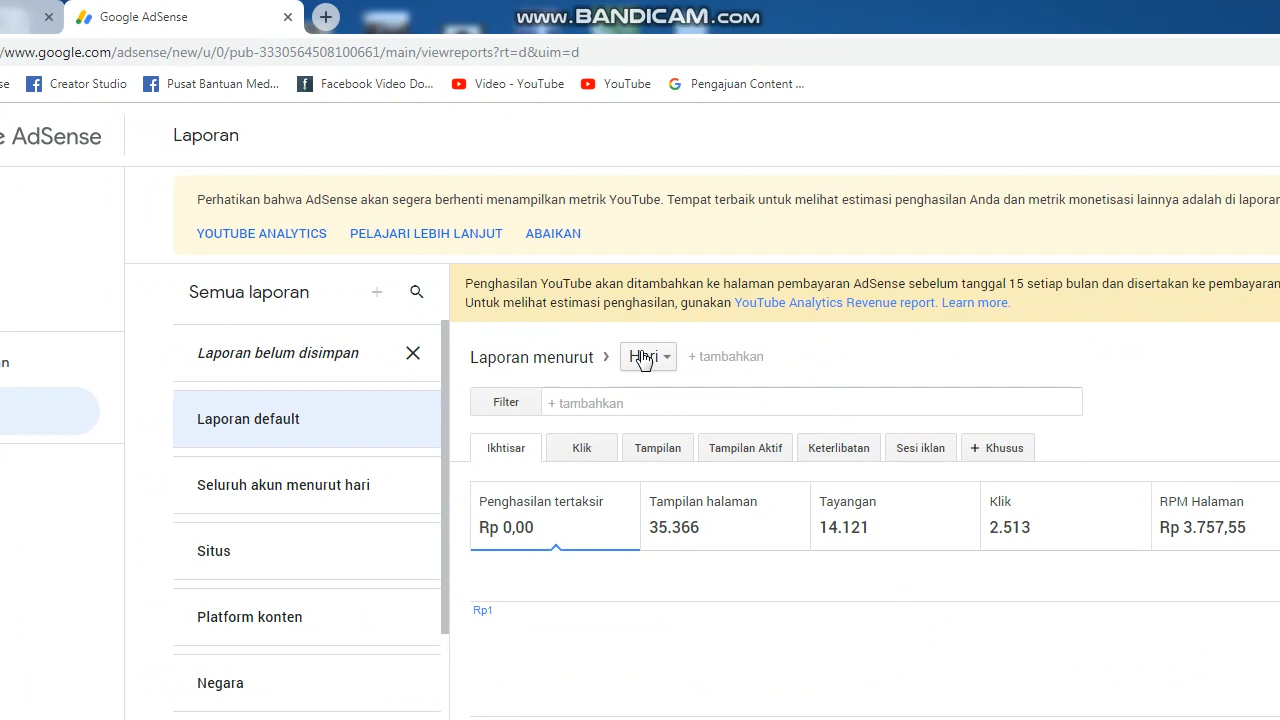 www.BANDICAM.com
Google AdSense
/www.google.com/adsense/new/u/0/pub-3330564508100661/main/viewreports?rt=d&uim=d
se
Creator Studio
Pusat Bantuan Med...
Facebook Video Do...
Video - YouTube
YouTube
Pengajuan Content ...
e AdSense
Laporan
Perhatikan bahwa AdSense akan segera berhenti menampilkan metrik YouTube. Tempat terbaik untuk melihat estimasi penghasilan Anda dan metrik monetisasi lainnya adalah di laporan
YOUTUBE ANALYTICS
PELAJARI LEBIH LANJUT
ABAIKAN
Semua laporan
Penghasilan YouTube akan ditambahkan ke halaman pembayaran AdSense sebelum tanggal 15 setiap bulan dan disertakan ke pembayaran
Untuk melihat estimasi penghasilan, gunakan YouTube Analytics Revenue report. Learn more.
Laporan belum disimpan
an
Laporan default
Seluruh akun menurut hari
Situs
Platform konten
Negara
Laporan menurut
Hari
+ tambahkan
Filter
+ tambahkan
Ikhtisar
Klik
Tampilan
Tampilan Aktif
Keterlibatan
Sesi iklan
+ Khusus
Penghasilan tertaksir
Rp 0,00
Tampilan halaman
35.366
Tayangan
14.121
Klik
2.513
RPM Halaman
Rp 3.757,55
Rp1